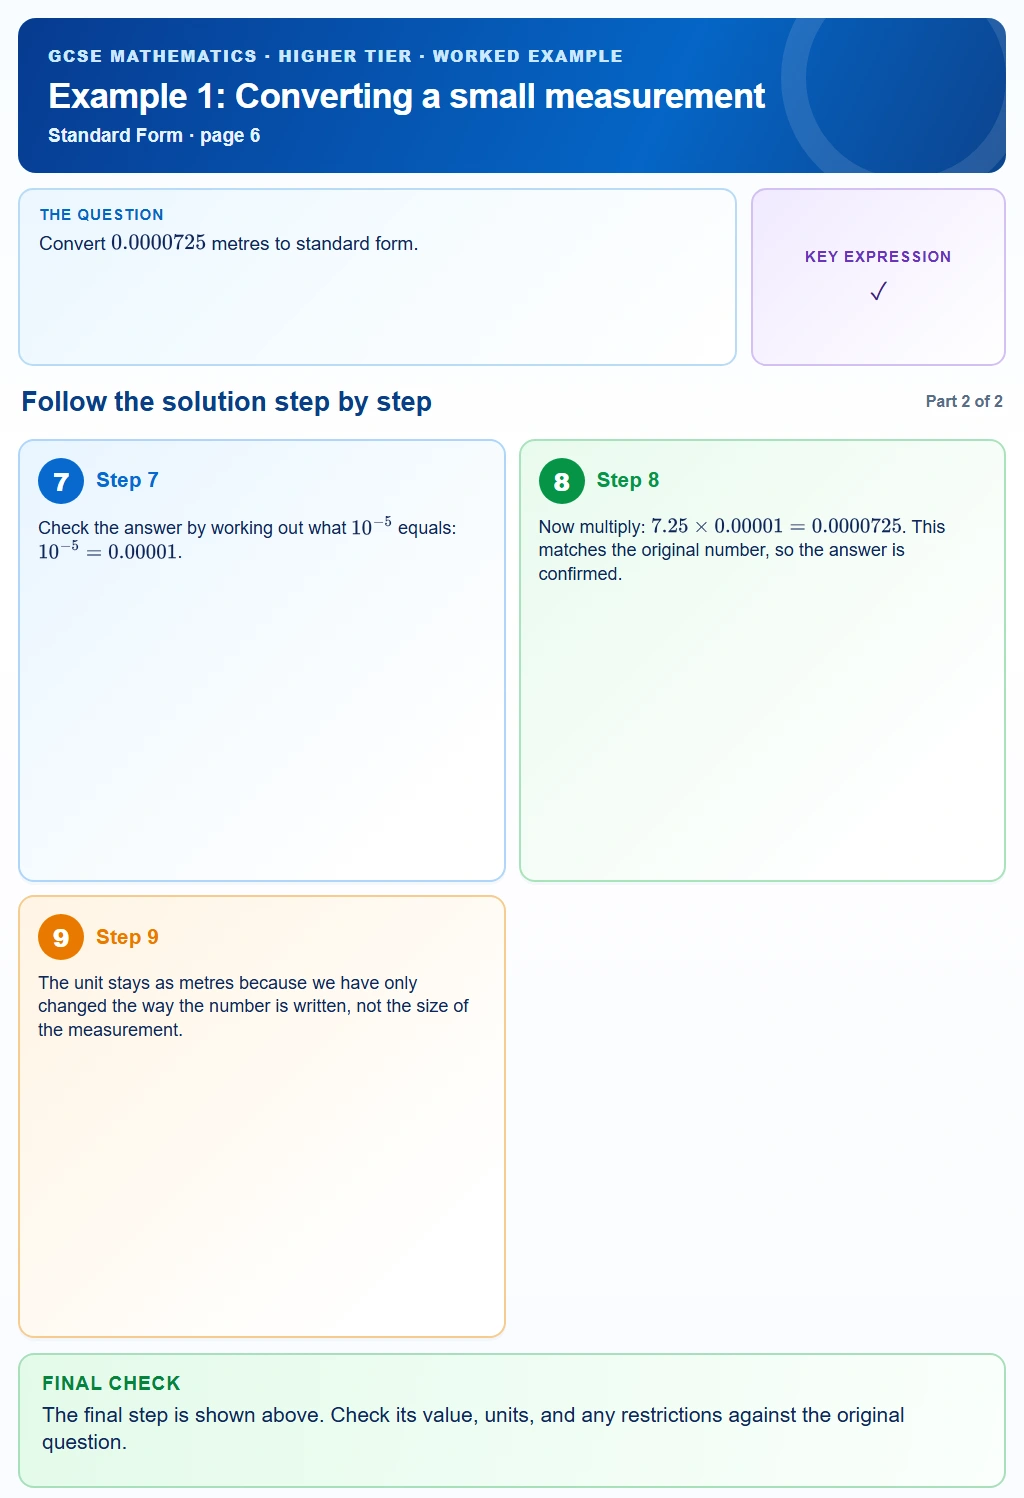 GCSE MATHEMATICS · HIGHER TIER · WORKED EXAMPLE
Example 1: Converting a small measurement
Standard Form · page 6
THE QUESTION
Convert 0.0000725 metres to standard form.
KEY EXPRESSION
✓
Follow the solution step by step
Part 2 of 2
7 Step 7
Check the answer by working out what 10⁻⁵ equals:
10⁻⁵ = 0.00001.
8 Step 8
Now multiply: 7.25 × 0.00001 = 0.0000725. This
matches the original number, so the answer is
confirmed.
9 Step 9
The unit stays as metres because we have only
changed the way the number is written, not the size of
the measurement.
FINAL CHECK
The final step is shown above. Check its value, units, and any restrictions against the original
question.